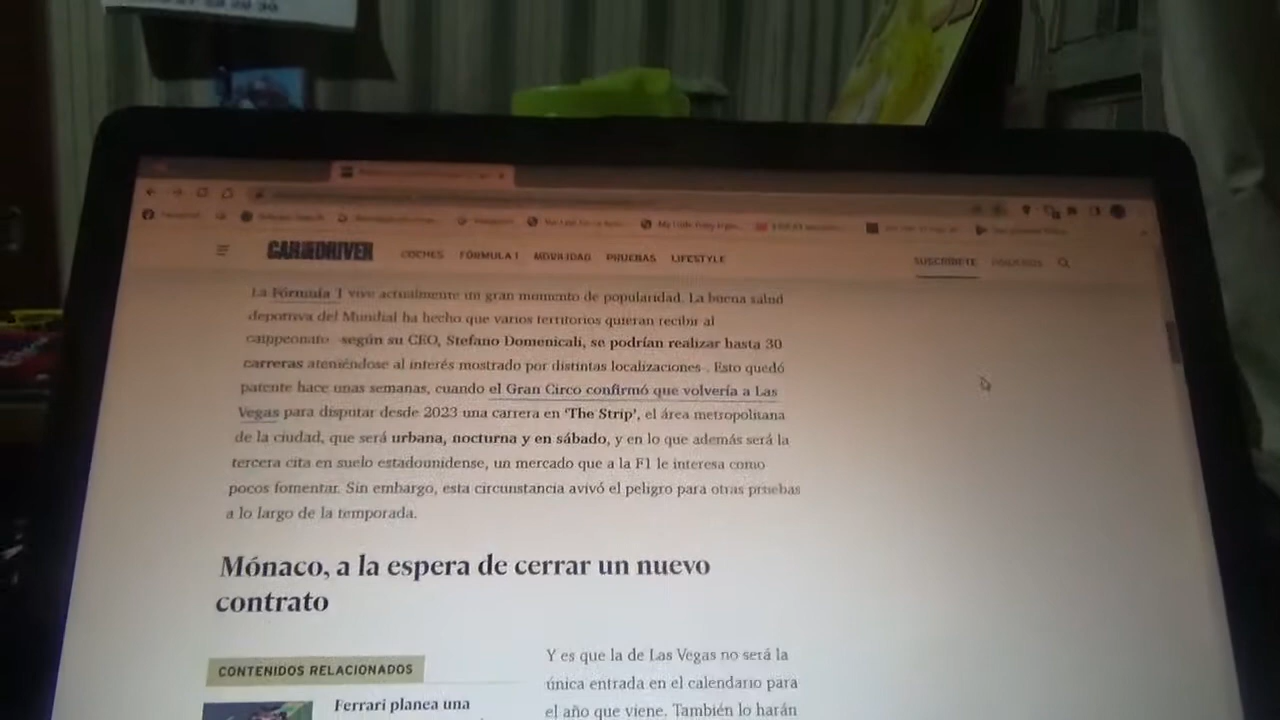 CAR AND DRIVER COCHES FÓRMULA 1 MOVILIDAD PRUEBAS LIFESTYLE SUSCRÍBETE
La Fórmula 1 vive actualmente un gran momento de popularidad. La buena salud
deportiva del Mundial ha hecho que varios territorios quieran recibir al
campeonato -según su CEO, Stefano Domenicali, se podrían realizar hasta 30
carreras ateniéndose al interés mostrado por distintas localizaciones-. Esto quedó
patente hace unas semanas, cuando el Gran Circo confirmó que volvería a Las
Vegas para disputar desde 2023 una carrera en 'The Strip', el área metropolitana
de la ciudad, que será urbana, nocturna y en sábado, y en lo que además será la
tercera cita en suelo estadounidense, un mercado que a la F1 le interesa como
pocos fomentar. Sin embargo, esta circunstancia avivó el peligro para otras pruebas
a lo largo de la temporada.
Mónaco, a la espera de cerrar un nuevo
contrato
CONTENIDOS RELACIONADOS
Ferrari planea una
Y es que la de Las Vegas no será la
única entrada en el calendario para
el año que viene. También lo harán